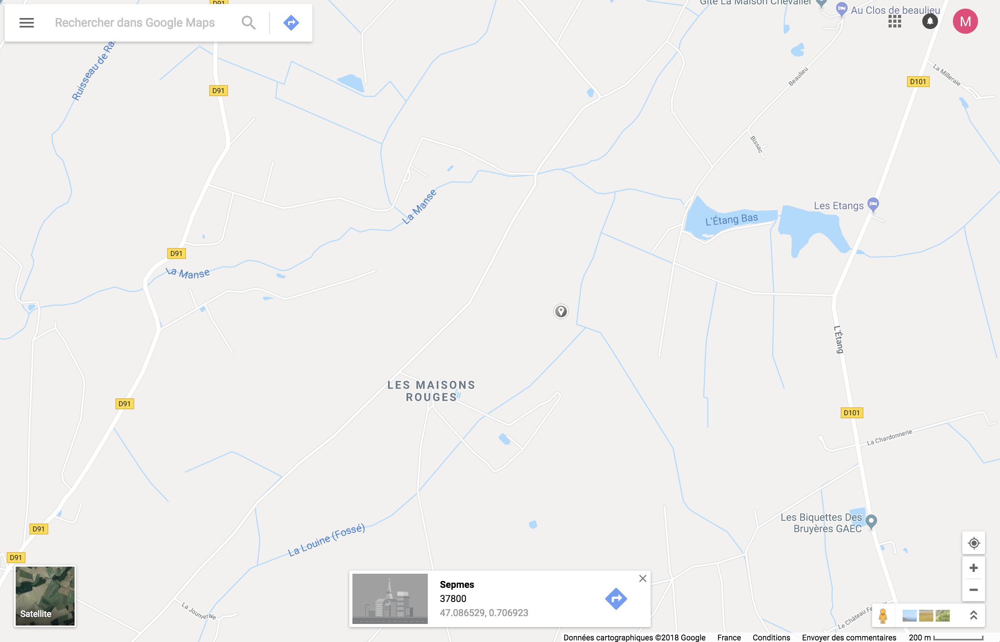 D91
Gîte La Maison Chevalier
Au Clos de beaulieu
Rechercher dans Google Maps
M
Ruisseau de Ra
D91
Beaulieu
La Milleraie
D101
Bissac
La Manse
Les Etangs
L'Étang Bas
D91
La Manse
L'Étang
LES MAISONS
ROUGES
D91
D101
La Chardonnerie
Les Biquettes Des
Bruyères GAEC
D91
La Louine (Fossé)
D91
Sepmes
37800
47.086529, 0.706923
Satellite
La Joumeraie
Le Château Fe
Données cartographiques ©2018 Google France Conditions Envoyer des commentaires 200 m